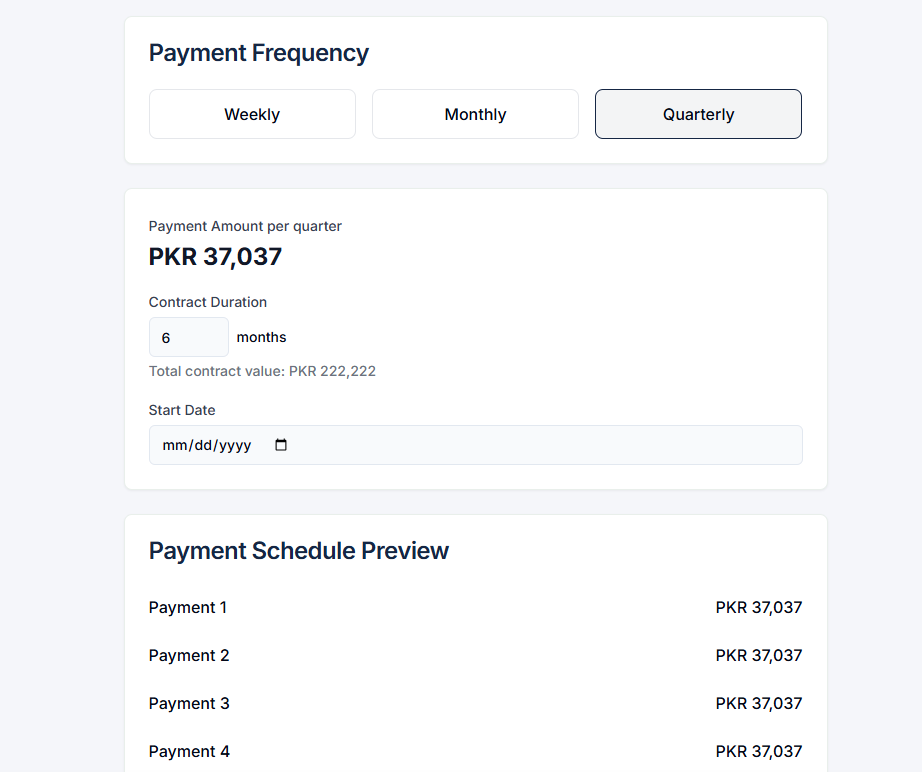 Payment Frequency
Weekly Monthly Quarterly
Payment Amount per quarter
PKR 37,037
Contract Duration
6 months
Total contract value: PKR 222,222
Start Date
mm/dd/yyyy
Payment Schedule Preview
Payment 1 PKR 37,037
Payment 2 PKR 37,037
Payment 3 PKR 37,037
Payment 4 PKR 37,037